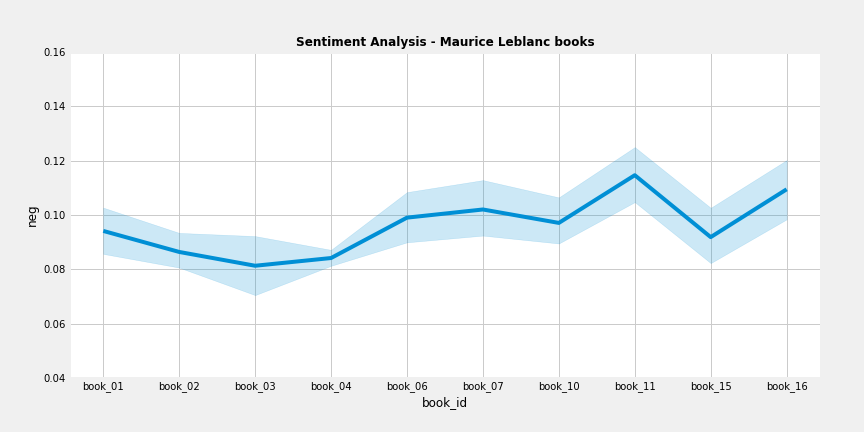 Sentiment Analysis - Maurice Leblanc books
0.16
0.14
0.12
0.10
0.08
0.06
0.04
neg
book_01 book_02 book_03 book_04 book_06 book_07 book_10 book_11 book_15 book_16
book_id